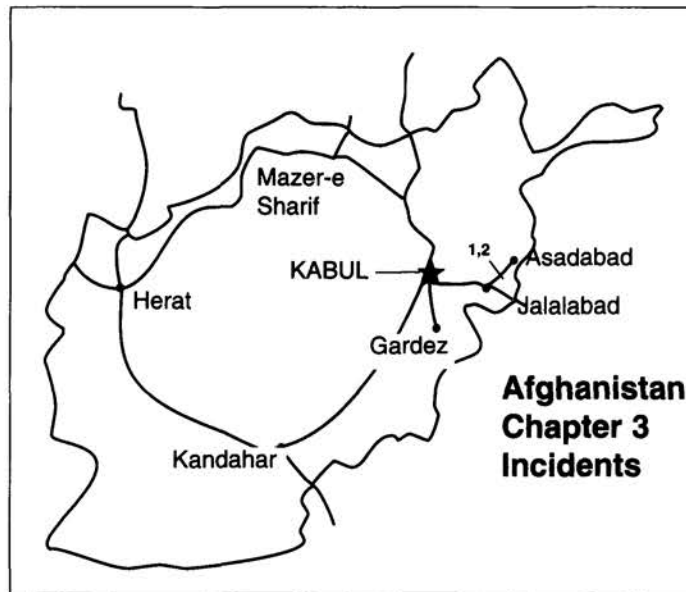 Mazer-e
Sharif
1,2
Asadabad
KABUL
Herat
Jalalabad
Gardez
Afghanistan
Chapter 3
Incidents
Kandahar